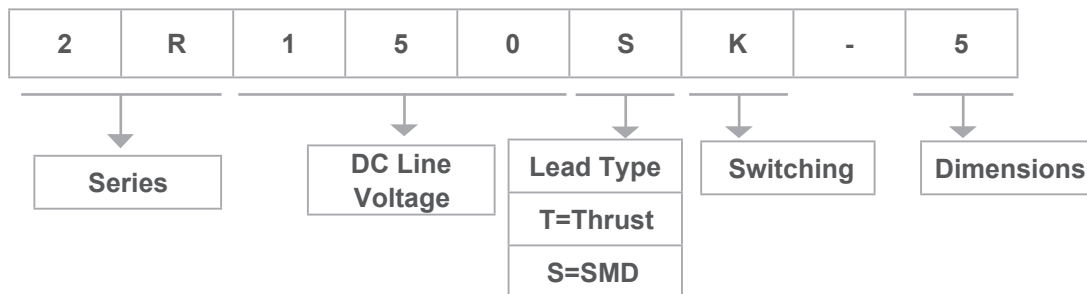 2 R 1 5 0 S K - 5
Series
DC Line
Voltage
Lead Type
T=Thrust
S=SMD
Switching
Dimensions